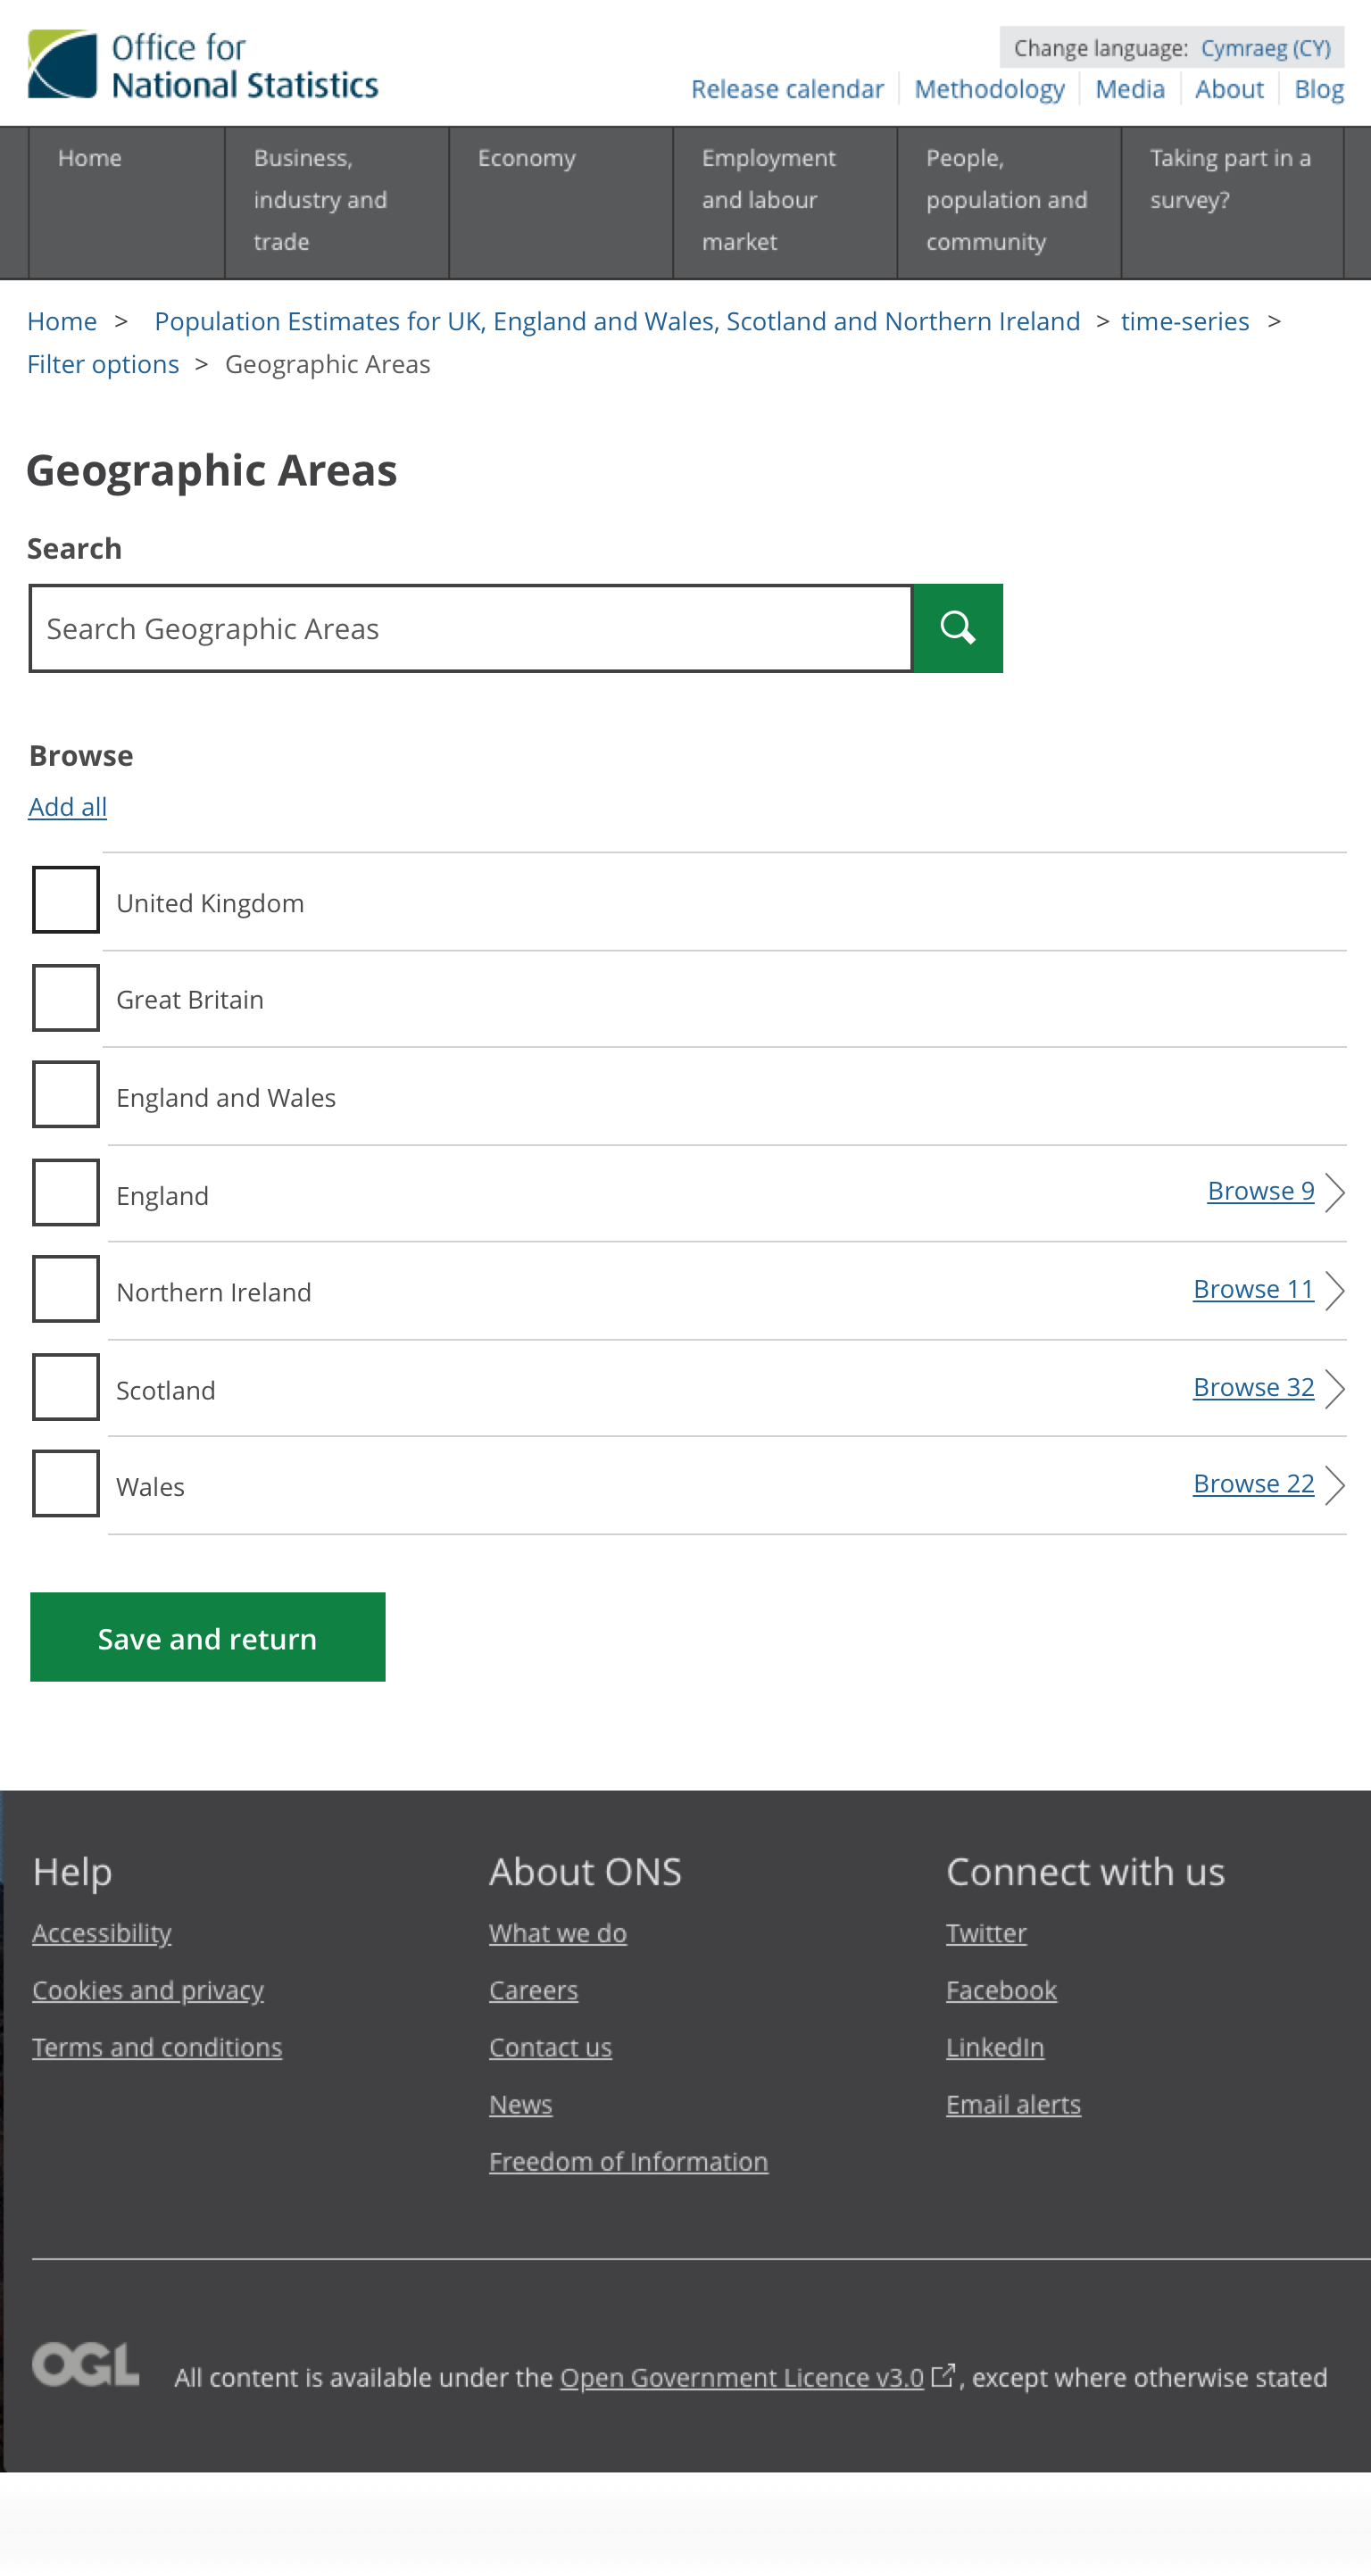 Office for
National Statistics
Change language: Cymraeg (CY)
Release calendar Methodology Media About Blog
Home
Business,
industry and
trade
Economy
Employment
and labour
market
People,
population and
community
Taking part in a
survey?
Home > Population Estimates for UK, England and Wales, Scotland and Northern Ireland > time-series >
Filter options > Geographic Areas
Geographic Areas
Search
Search Geographic Areas
Browse
Add all
United Kingdom
Great Britain
England and Wales
England Browse 9
Northern Ireland Browse 11
Scotland Browse 32
Wales Browse 22
Save and return
Help
Accessibility
Cookies and privacy
Terms and conditions
About ONS
What we do
Careers
Contact us
News
Freedom of Information
Connect with us
Twitter
Facebook
LinkedIn
Email alerts
OGL
All content is available under the Open Government Licence v3.0 , except where otherwise stated